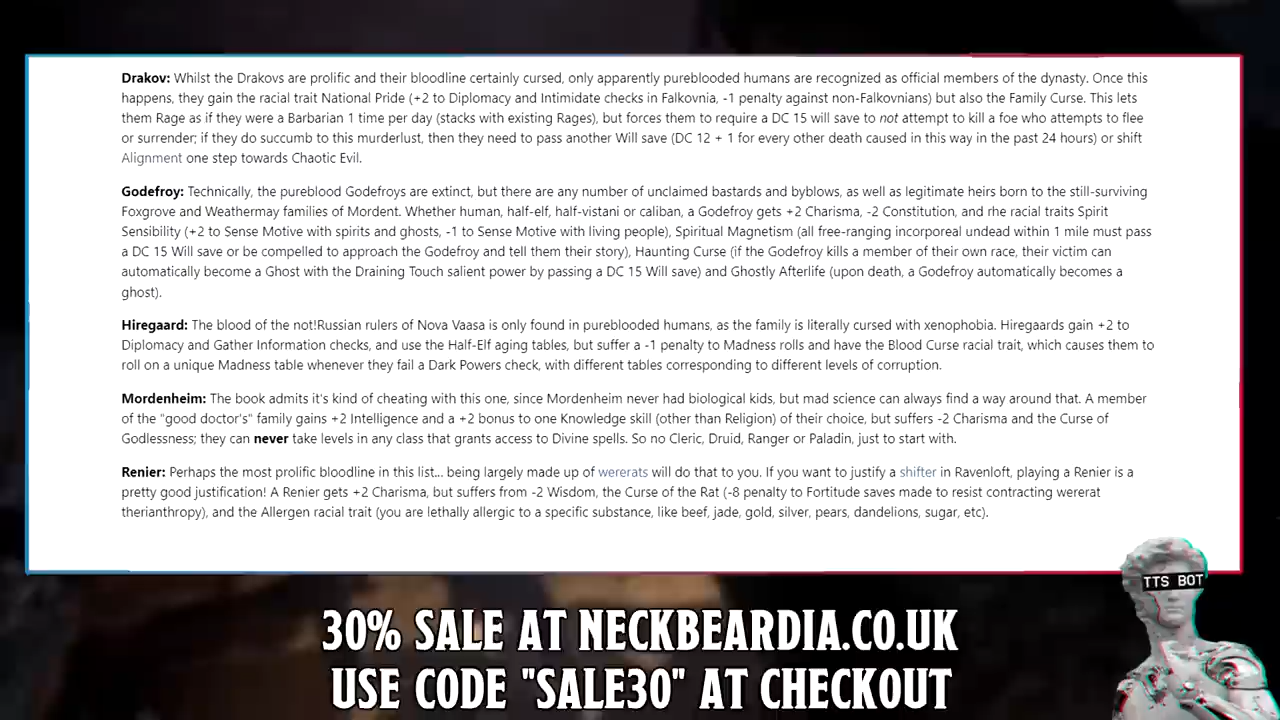 Drakov: Whilst the Drakovs are prolific and their bloodline certainly cursed, only apparently pureblooded humans are recognized as official members of the dynasty. Once this
happens, they gain the racial trait National Pride (+2 to Diplomacy and Intimidate checks in Falkovnia, -1 penalty against non-Falkovnians) but also the Family Curse. This lets
them Rage as if they were a Barbarian 1 time per day (stacks with existing Rages), but forces them to require a DC 15 will save to not attempt to kill a foe who attempts to flee
or surrender; if they do succumb to this murderlust, then they need to pass another Will save (DC 12 + 1 for every other death caused in this way in the past 24 hours) or shift
Alignment one step towards Chaotic Evil.
Godefroy: Technically, the pureblood Godefroys are extinct, but there are any number of unclaimed bastards and byblows, as well as legitimate heirs born to the still-surviving
Foxgrove and Weathermay families of Mordent. Whether human, half-elf, half-vistani or caliban, a Godefroy gets +2 Charisma, -2 Constitution, and rhe racial traits Spirit
Sensibility (+2 to Sense Motive with spirits and ghosts, -1 to Sense Motive with living people), Spiritual Magnetism (all free-ranging incorporeal undead within 1 mile must pass
a DC 15 Will save or be compelled to approach the Godefroy and tell them their story), Haunting Curse (if the Godefroy kills a member of their own race, their victim can
automatically become a Ghost with the Draining Touch salient power by passing a DC 15 Will save) and Ghostly Afterlife (upon death, a Godefroy automatically becomes a
ghost).
Hiregaard: The blood of the not!Russian rulers of Nova Vaasa is only found in pureblooded humans, as the family is literally cursed with xenophobia. Hiregaards gain +2 to
Diplomacy and Gather Information checks, and use the Half-Elf aging tables, but suffer a -1 penalty to Madness rolls and have the Blood Curse racial trait, which causes them to
roll on a unique Madness table whenever they fail a Dark Powers check, with different tables corresponding to different levels of corruption.
Mordenheim: The book admits it's kind of cheating with this one, since Mordenheim never had biological kids, but mad science can always find a way around that. A member
of the "good doctor's" family gains +2 Intelligence and a +2 bonus to one Knowledge skill (other than Religion) of their choice, but suffers -2 Charisma and the Curse of
Godlessness; they can never take levels in any class that grants access to Divine spells. So no Cleric, Druid, Ranger or Paladin, just to start with.
Renier: Perhaps the most prolific bloodline in this list... being largely made up of wererats will do that to you. If you want to justify a shifter in Ravenloft, playing a Renier is a
pretty good justification! A Renier gets +2 Charisma, but suffers from -2 Wisdom, the Curse of the Rat (-8 penalty to Fortitude saves made to resist contracting wererat
therianthropy), and the Allergen racial trait (you are lethally allergic to a specific substance, like beef, jade, gold, silver, pears, dandelions, sugar, etc).
TTS BOT
30% SALE AT NECKBEARDIA.CO.UK
USE CODE "SALE30" AT CHECKOUT